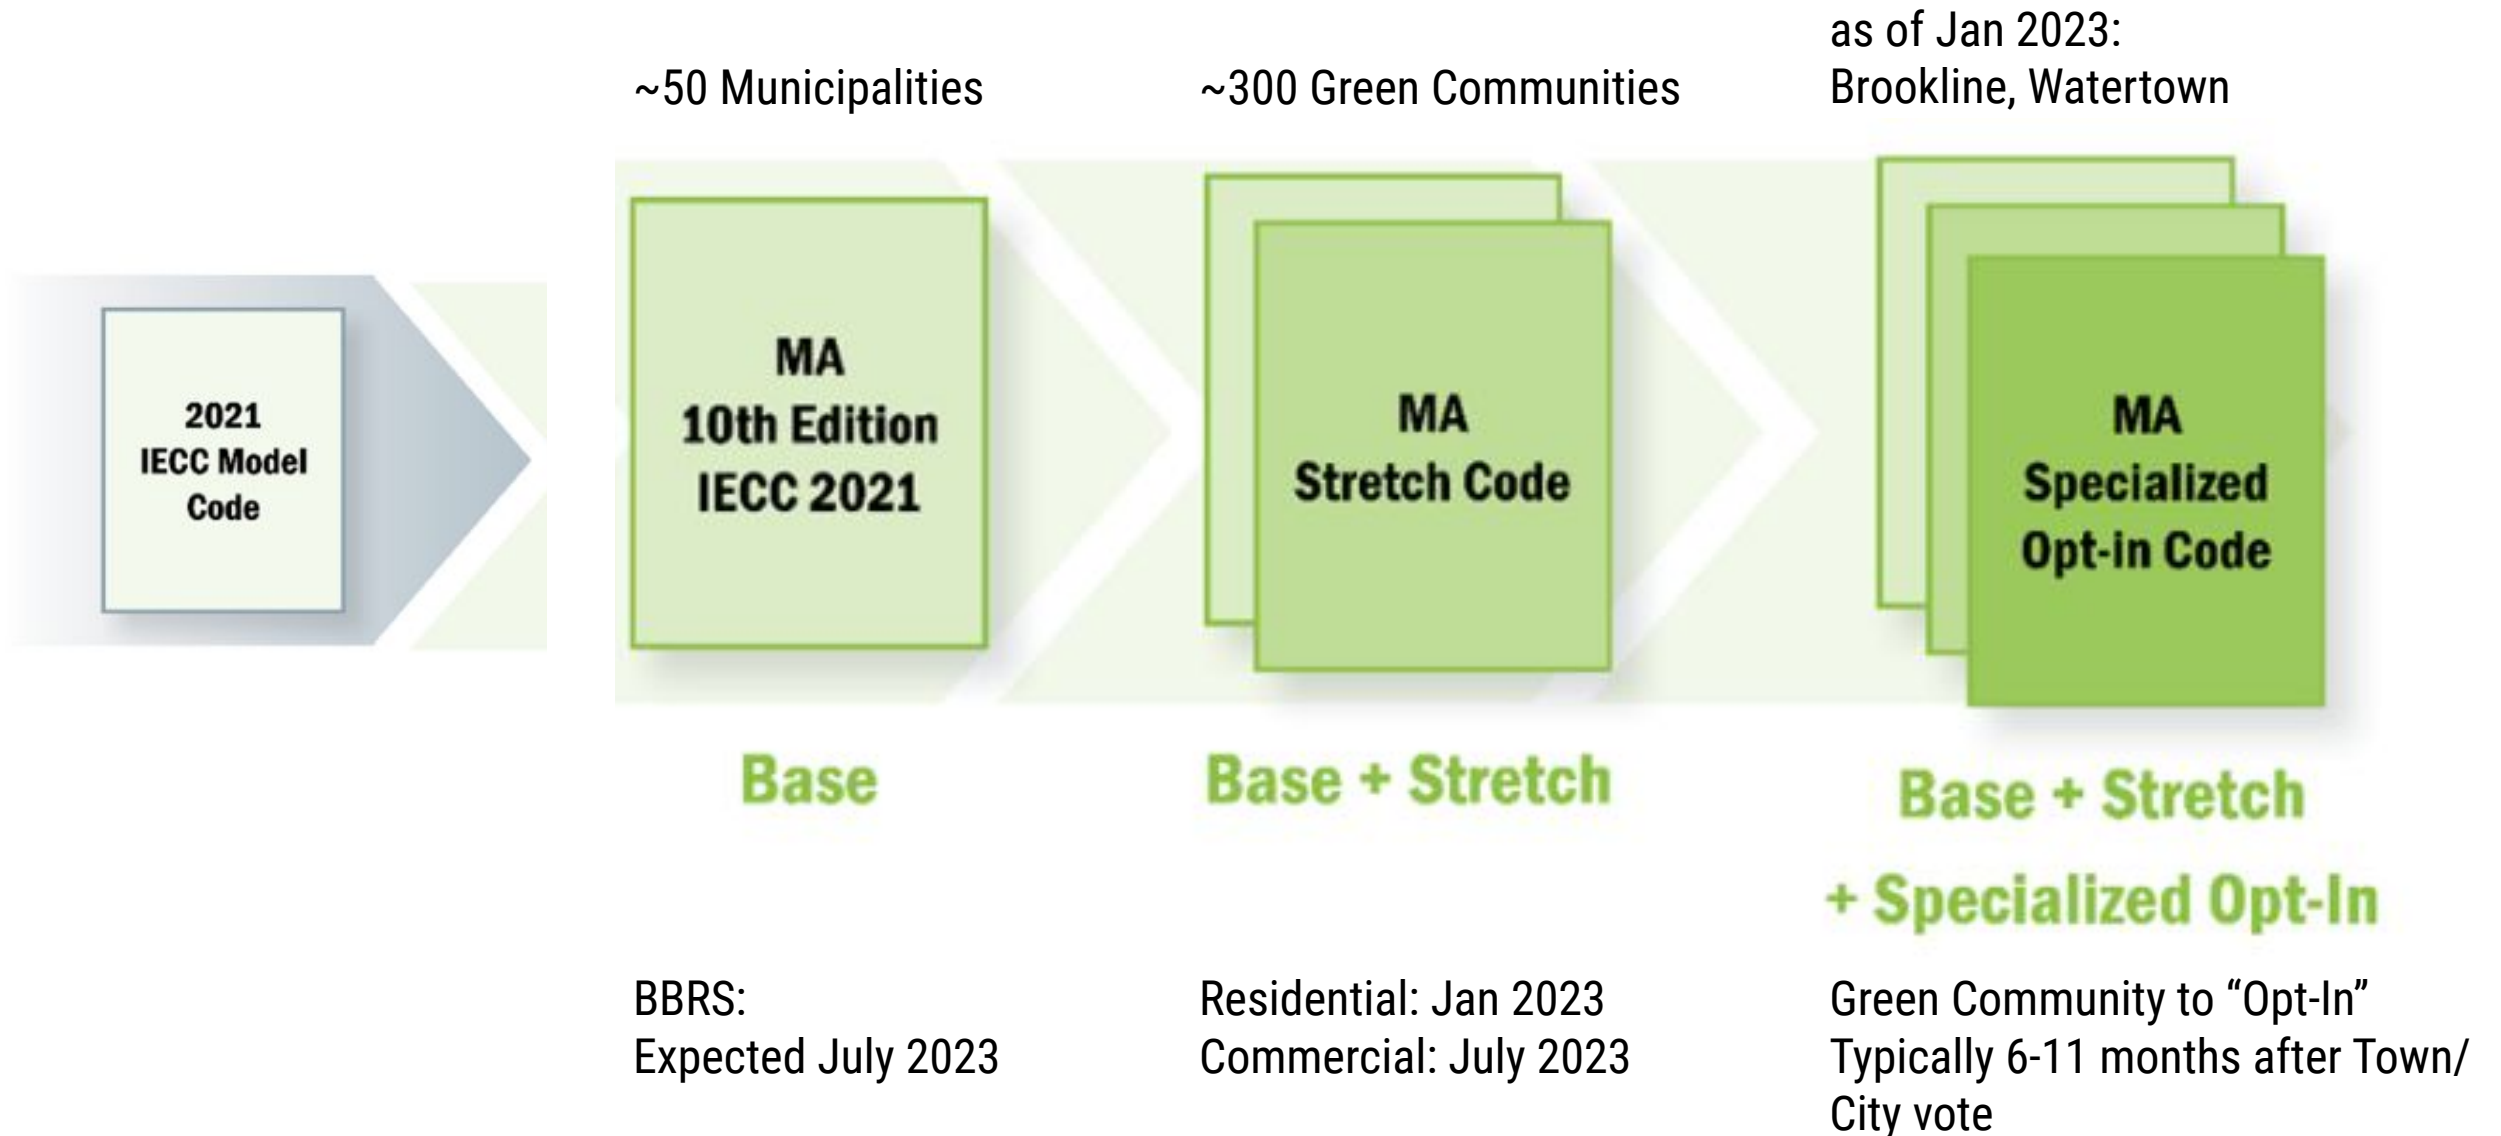 as of Jan 2023:
~50 Municipalities
~300 Green Communities
Brookline, Watertown
2021
IECC Model
Code
MA
10th Edition
IECC 2021
MA
Stretch Code
MA
Specialized
Opt-in Code
Base
Base + Stretch
Base + Stretch
+ Specialized Opt-In
BBRS:
Expected July 2023
Residential: Jan 2023
Commercial: July 2023
Green Community to “Opt-In”
Typically 6-11 months after Town/
City vote